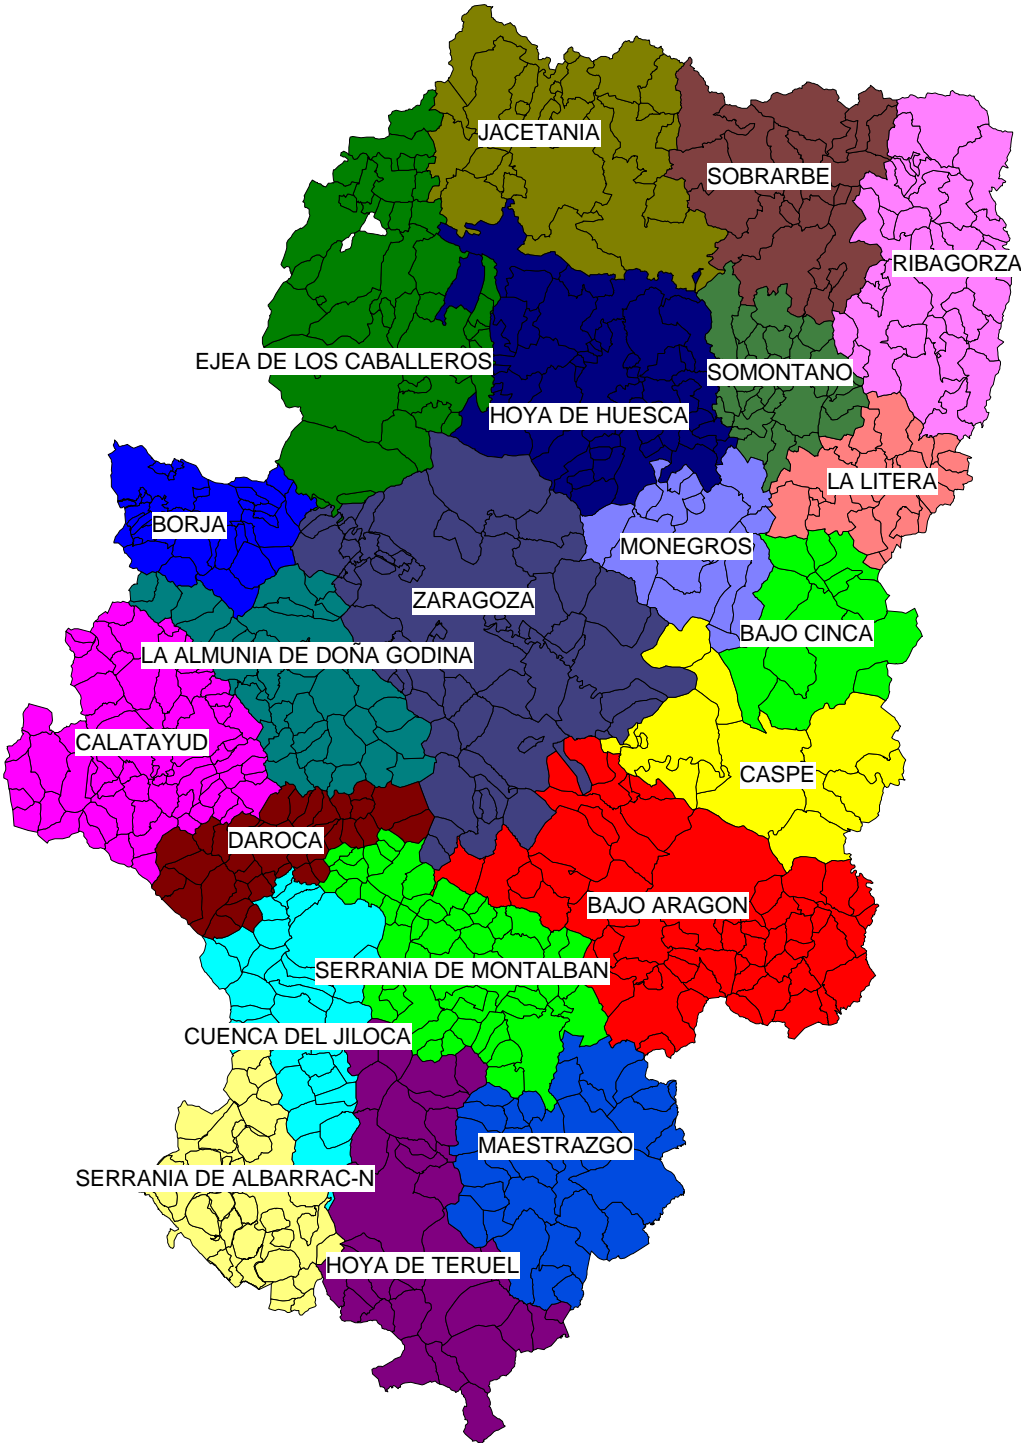 JACETANIA
SOBRARBE
RIBAGORZA
EJEA DE LOS CABALLEROS
SOMONTANO
HOYA DE HUESCA
LA LITERA
BORJA
MONEGROS
ZARAGOZA
BAJO CINCA
LA ALMUNIA DE DOÑA GODINA
CALATAYUD
CASPE
DAROCA
BAJO ARAGON
SERRANIA DE MONTALBAN
CUENCA DEL JILOCA
MAESTRAZGO
SERRANIA DE ALBARRAC-N
HOYA DE TERUEL